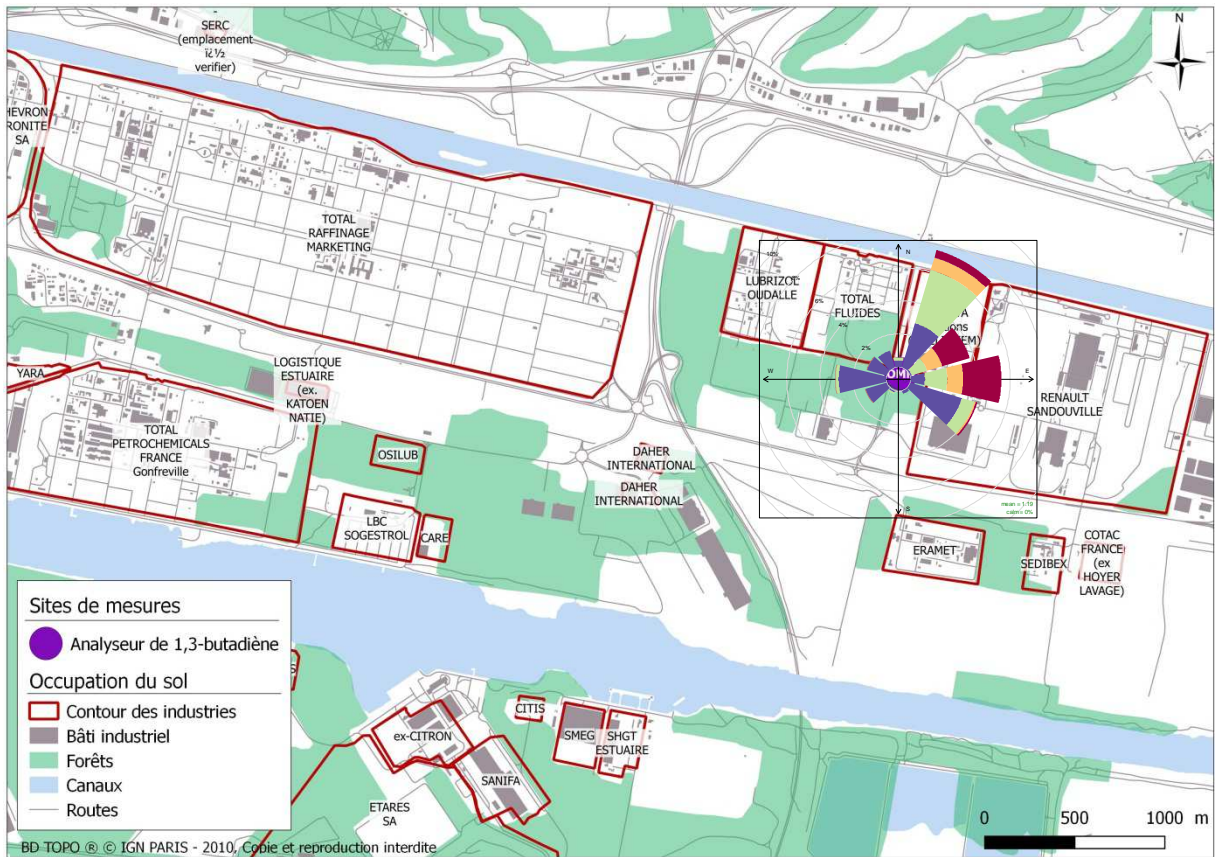 SERC
(emplacement
ï¿½
verifier)
N
HEVRON
RONITE
SA
TOTAL
RAFFINAGE
MARKETING
LUBRIZOL
OUDALLE
TOTAL
FLUIDES
10%
6%
4%
2%
N
W
E
S
RENAULT
SANDOUVILLE
mean = 1.19
calm = 0%
YARA
LOGISTIQUE
ESTUAIRE
(ex.
KATOEN
NATIE)
TOTAL
PETROCHEMICALS
FRANCE
Gonfreville
OSILUB
DAHER
INTERNATIONAL
DAHER
INTERNATIONAL
LBC
SOGESTROL
CARE
ERAMET
SEDIBEX
COTAC
FRANCE
(ex
HOYER
LAVAGE)
Sites de mesures
Analyseur de 1,3-butadiène
Occupation du sol
Contour des industries
Bâti industriel
Forêts
Canaux
Routes
CITIS
ex-CITRON
SMEG
SHGT
ESTUAIRE
SANIFA
ETARES
SA
0 500 1000 m
BD TOPO ® © IGN PARIS - 2010. Copie et reproduction interdite